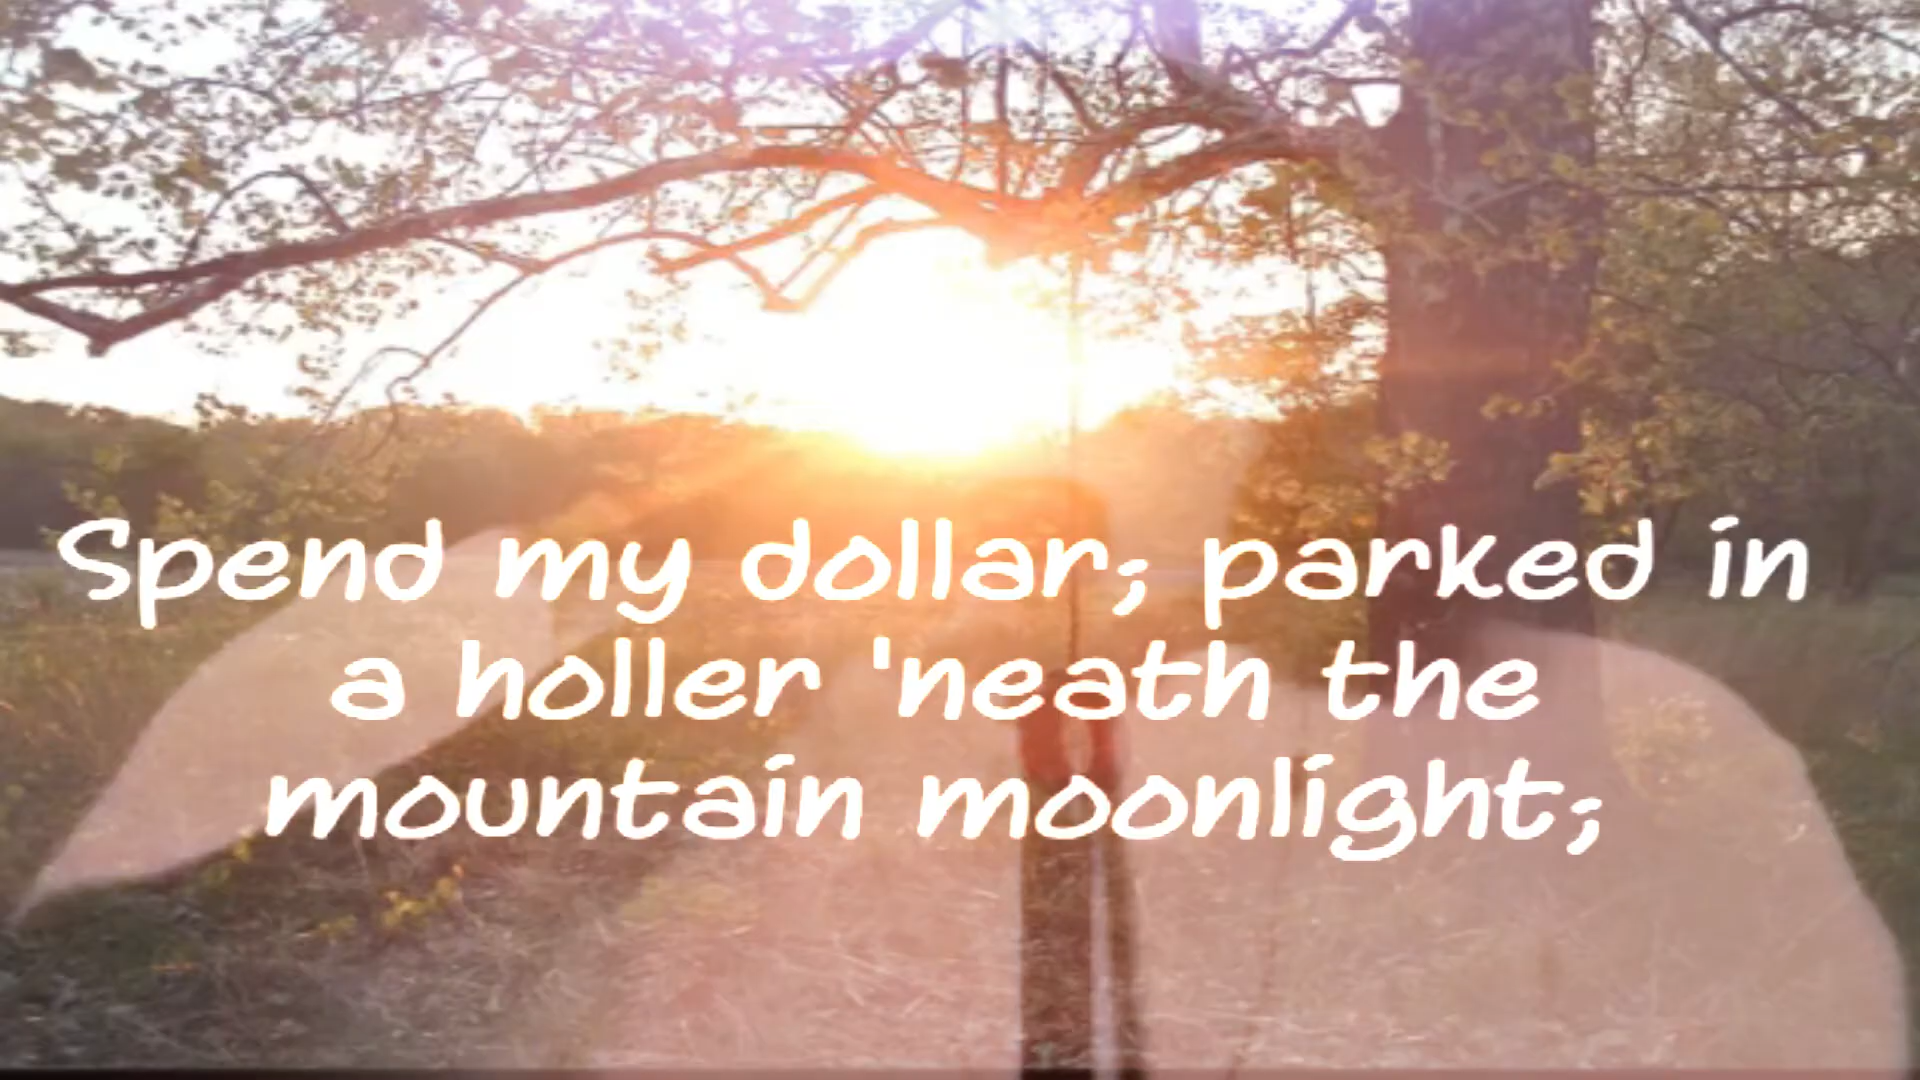 Spend my dollar; parked in
a holler 'neath the
mountain moonlight;